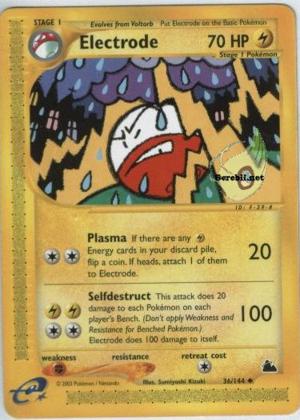 STAGE 1
Evolves from Voltorb Put Electrode on the Basic Pokémon
Electrode 70 HP
Stage 1 Pokémon
Serebii.net
Plasma If there are any
Energy cards in your discard pile,
flip a coin. If heads, attach 1 of them
to Electrode.
20
Selfdestruct This attack does 20
damage to each Pokémon on each
player's Bench. (Don't apply Weakness and
Resistance for Benched Pokémon.)
Electrode does 100 damage to itself.
100
weakness resistance retreat cost
©2003 Pokémon / Nintendo Illus. Sumiyoshi Kizuki 36/144
e